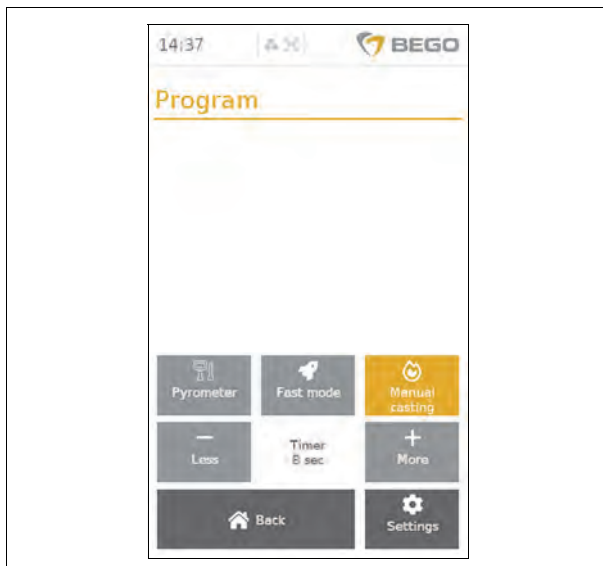 14:37
BEGO
Program
Pyrometer
Fast mode
Manual
casting
Less
Timer
8 sec
More
Back
Settings